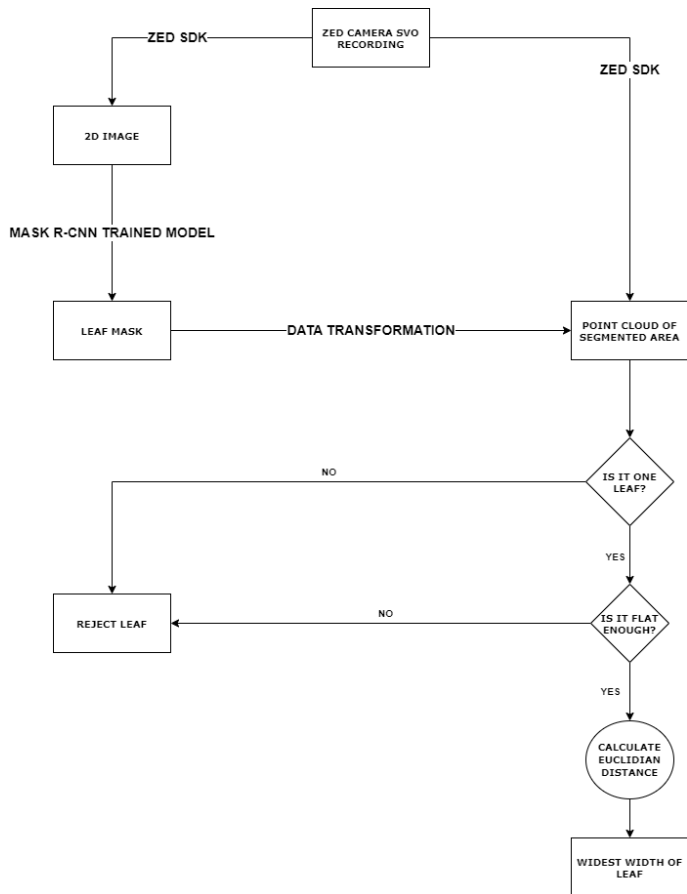 ZED SDK
ZED CAMERA SVO
RECORDING
ZED SDK
2D IMAGE
MASK R-CNN TRAINED MODEL
LEAF MASK
DATA TRANSFORMATION
POINT CLOUD OF
SEGMENTED AREA
IS IT ONE
LEAF?
NO
YES
REJECT LEAF
NO
IS IT FLAT
ENOUGH?
YES
CALCULATE
EUCLIDIAN
DISTANCE
WIDEST WIDTH OF
LEAF